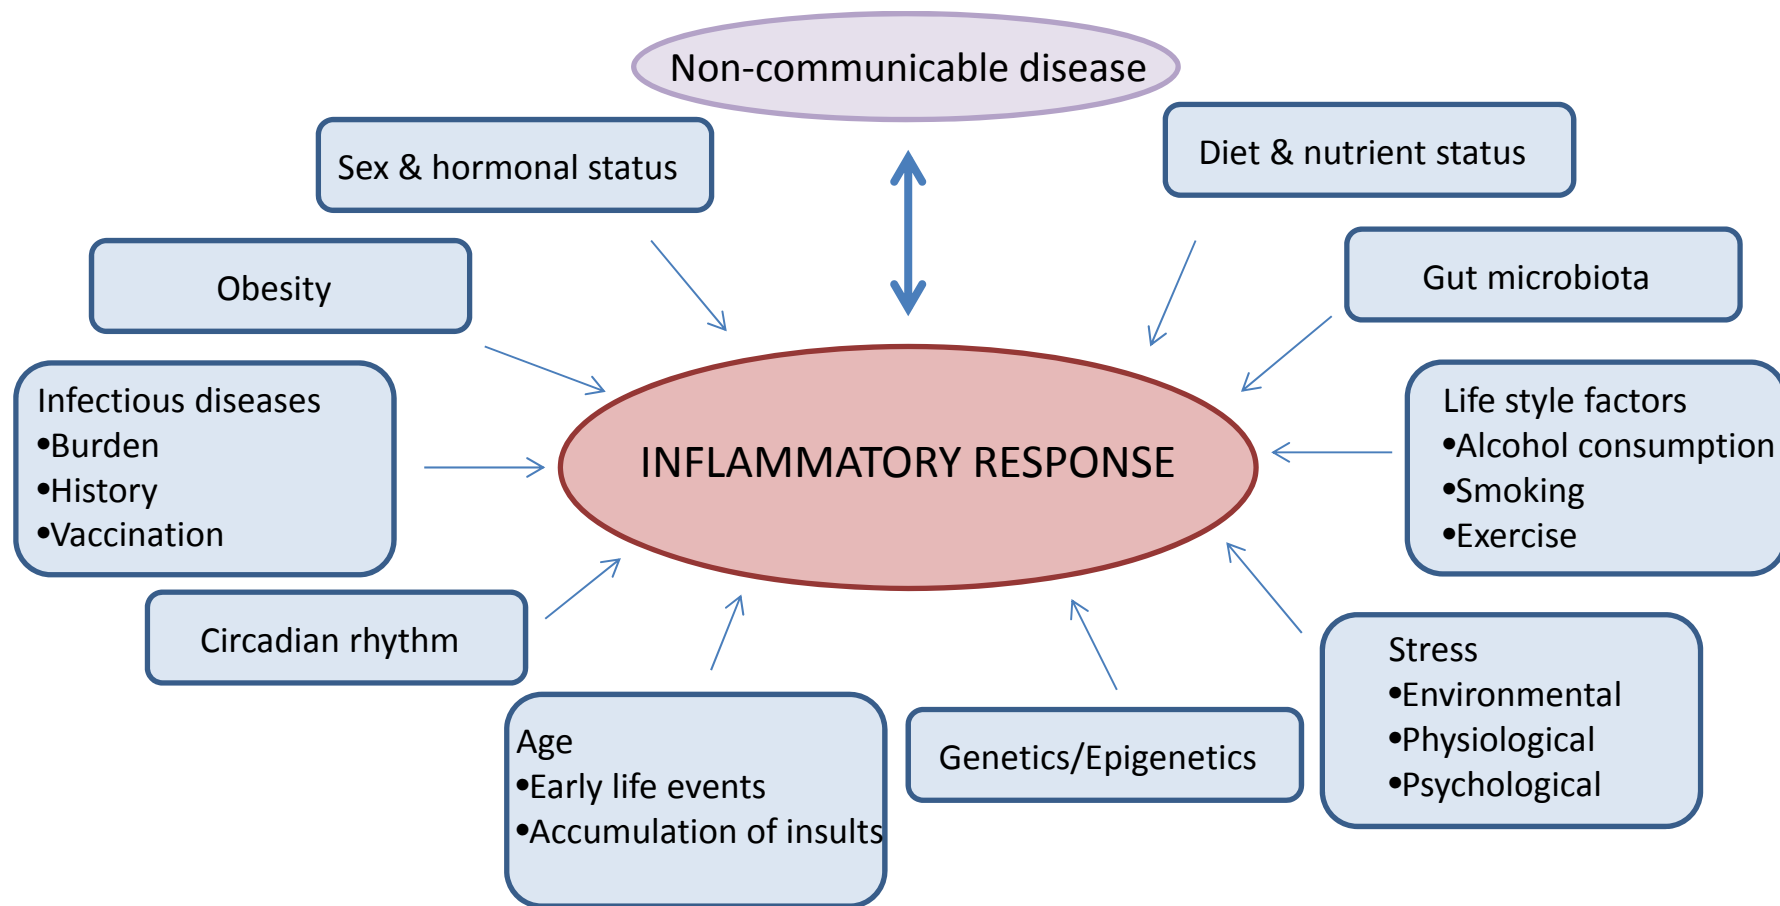 Non-communicable disease
Sex & hormonal status
Diet & nutrient status
Obesity
Gut microbiota
Infectious diseases
•Burden
•History
•Vaccination
INFLAMMATORY RESPONSE
Life style factors
•Alcohol consumption
•Smoking
•Exercise
Circadian rhythm
Stress
•Environmental
•Physiological
•Psychological
Age
•Early life events
•Accumulation of insults
Genetics/Epigenetics